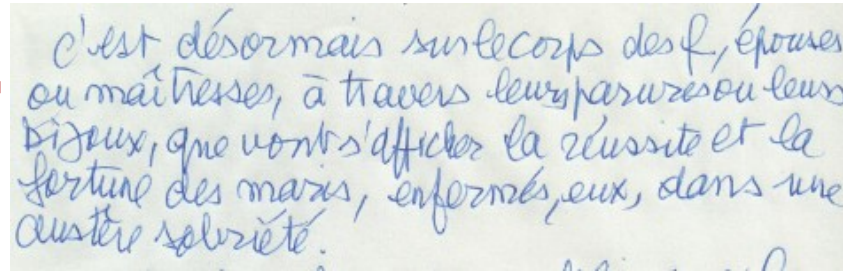 c'est désormais sur le corps des f, épouses
ou maîtresses, à travers leurs parures ou leurs
bijoux, que vont s'afficher la réussite et la
fortune des maris, enfermés, eux, dans une
austère sobriété.